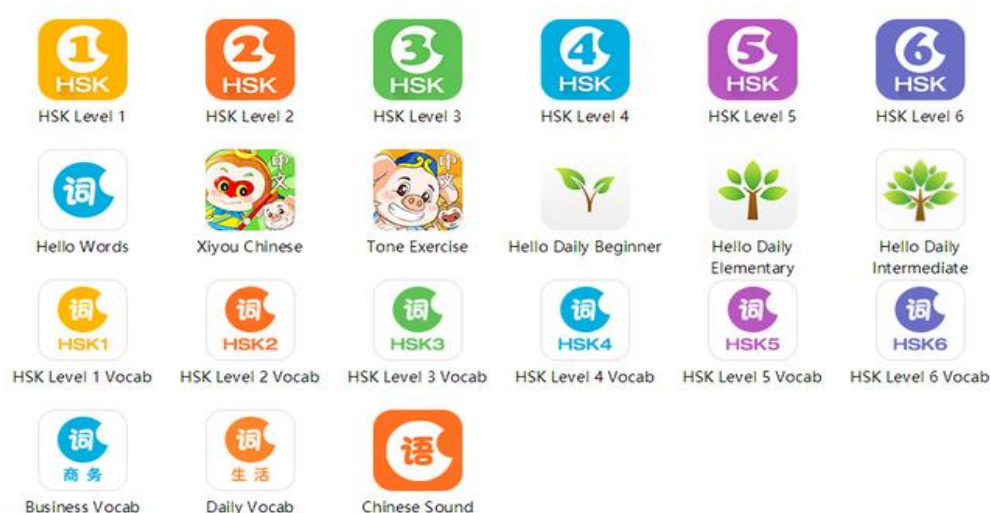 1 2 3 4 5 6
HSK HSK HSK HSK HSK HSK
HSK Level 1 HSK Level 2 HSK Level 3 HSK Level 4 HSK Level 5 HSK Level 6
词 中文 中文
Hello Words Xiyou Chinese Tone Exercise Hello Daily Beginner Hello Daily Hello Daily
Elementary Intermediate
词 词 词 词 词 词
HSK1 HSK2 HSK3 HSK4 HSK5 HSK6
HSK Level 1 Vocab HSK Level 2 Vocab HSK Level 3 Vocab HSK Level 4 Vocab HSK Level 5 Vocab HSK Level 6 Vocab
词 词 语
商务 生活
Business Vocab Daily Vocab Chinese Sound